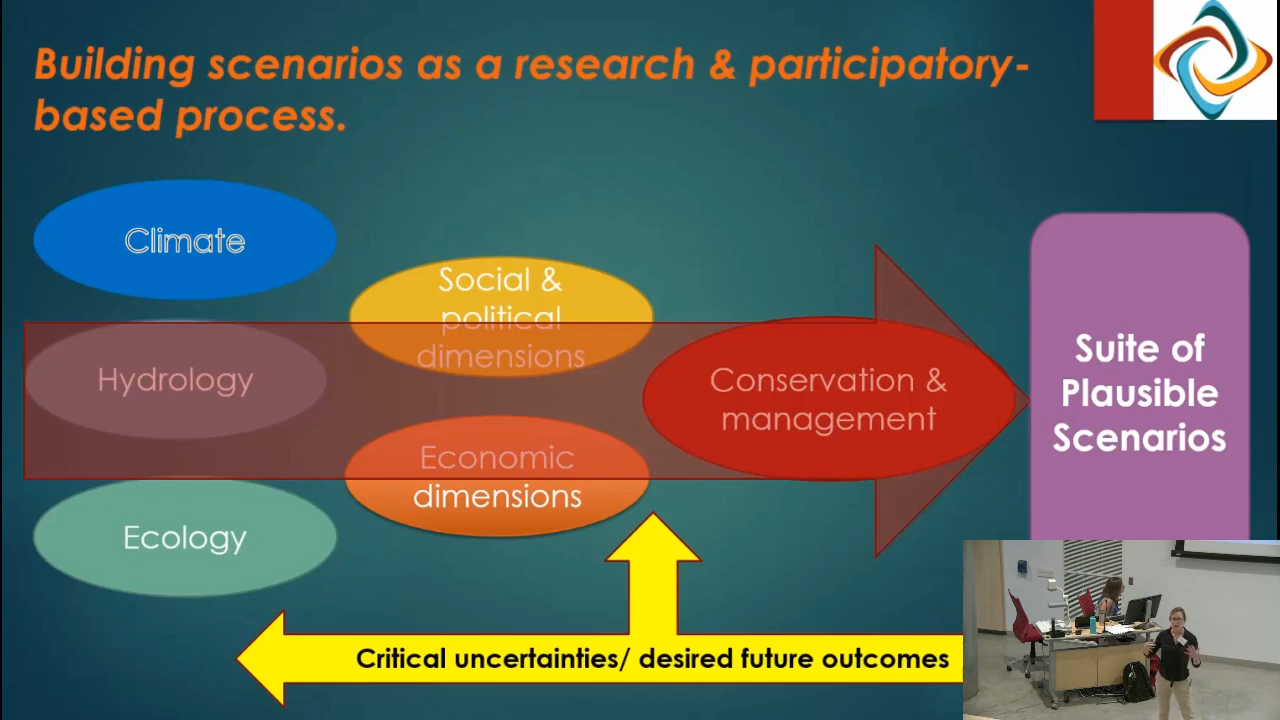 Building scenarios as a research & participatory-
based process.
Climate
Social &
political
dimensions
Hydrology
Conservation &
management
Suite of
Plausible
Scenarios
Economic
dimensions
Ecology
Critical uncertainties/ desired future outcomes